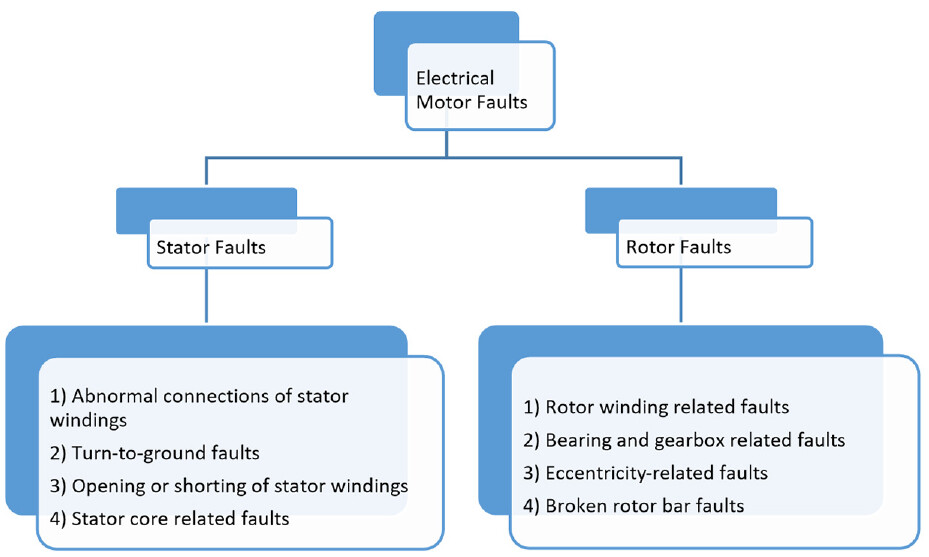 Electrical
Motor Faults
Stator Faults
Rotor Faults
1) Abnormal connections of stator
windings
2) Turn-to-ground faults
3) Opening or shorting of stator windings
4) Stator core related faults
1) Rotor winding related faults
2) Bearing and gearbox related faults
3) Eccentricity-related faults
4) Broken rotor bar faults